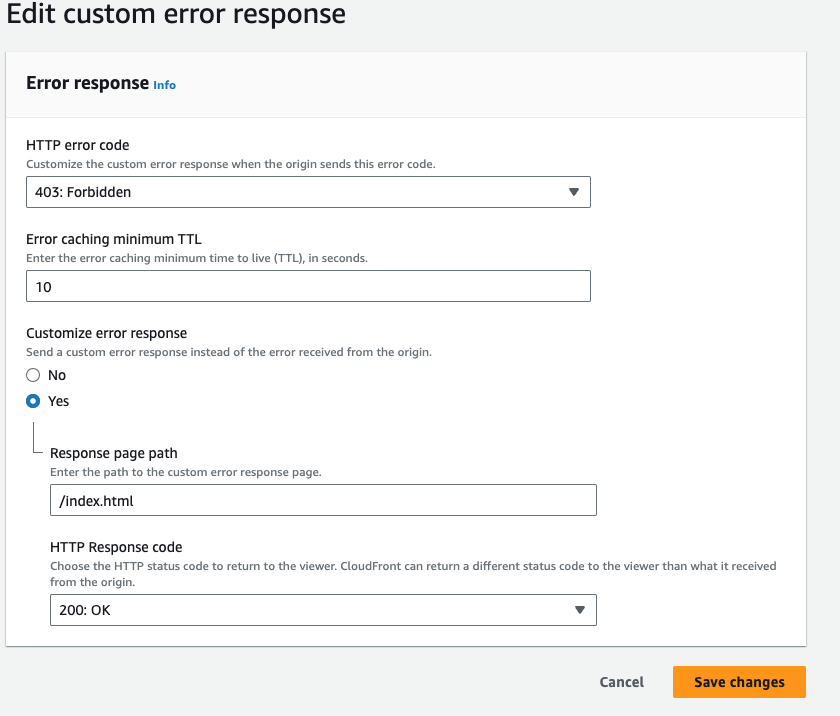 Edit custom error response
Error response Info
HTTP error code
Customize the custom error response when the origin sends this error code.
403: Forbidden
Error caching minimum TTL
Enter the error caching minimum time to live (TTL), in seconds.
10
Customize error response
Send a custom error response instead of the error received from the origin.
No
Yes
Response page path
Enter the path to the custom error response page.
/index.html
HTTP Response code
Choose the HTTP status code to return to the viewer. CloudFront can return a different status code to the viewer than what it received
from the origin.
200: OK
Cancel Save changes